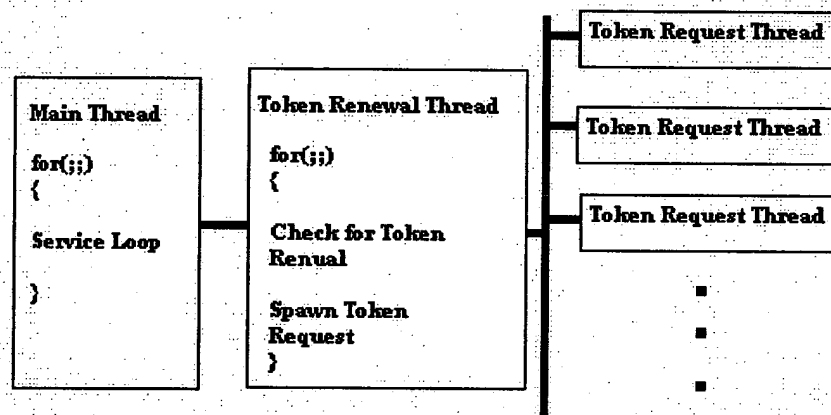 Main Thread
for(;;)
{
Service Loop
}
Token Renewal Thread
for(;;)
{
Check for Token
Renual
Spawn Token
Request
}
Token Request Thread
Token Request Thread
Token Request Thread